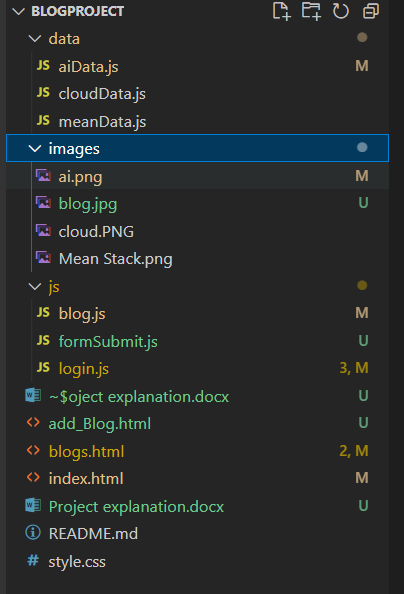 BLOGPROJECT
data
JS aiData.js M
JS cloudData.js
JS meanData.js
images
ai.png M
blog.jpg U
cloud.PNG
Mean Stack.png
js
JS blog.js M
JS formSubmit.js U
JS login.js 3, M
~$oject explanation.docx U
<> add_Blog.html U
<> blogs.html 2, M
<> index.html M
Project explanation.docx U
README.md
# style.css